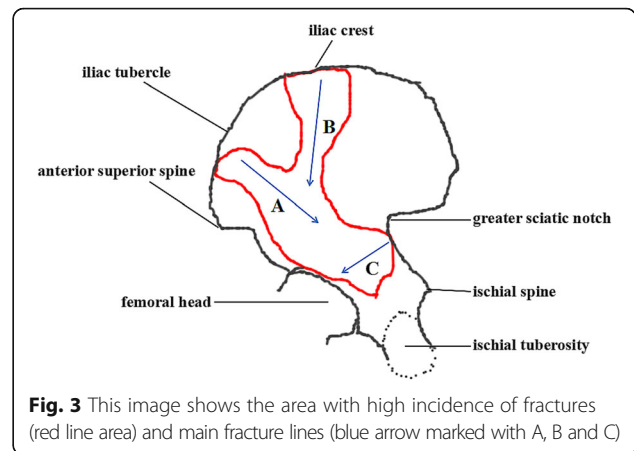 iliac crest
iliac tubercle
B
anterior superior spine
A
greater sciatic notch
C
femoral head
ischial spine
ischial tuberosity
Fig. 3 This image shows the area with high incidence of fractures
(red line area) and main fracture lines (blue arrow marked with A, B and C)